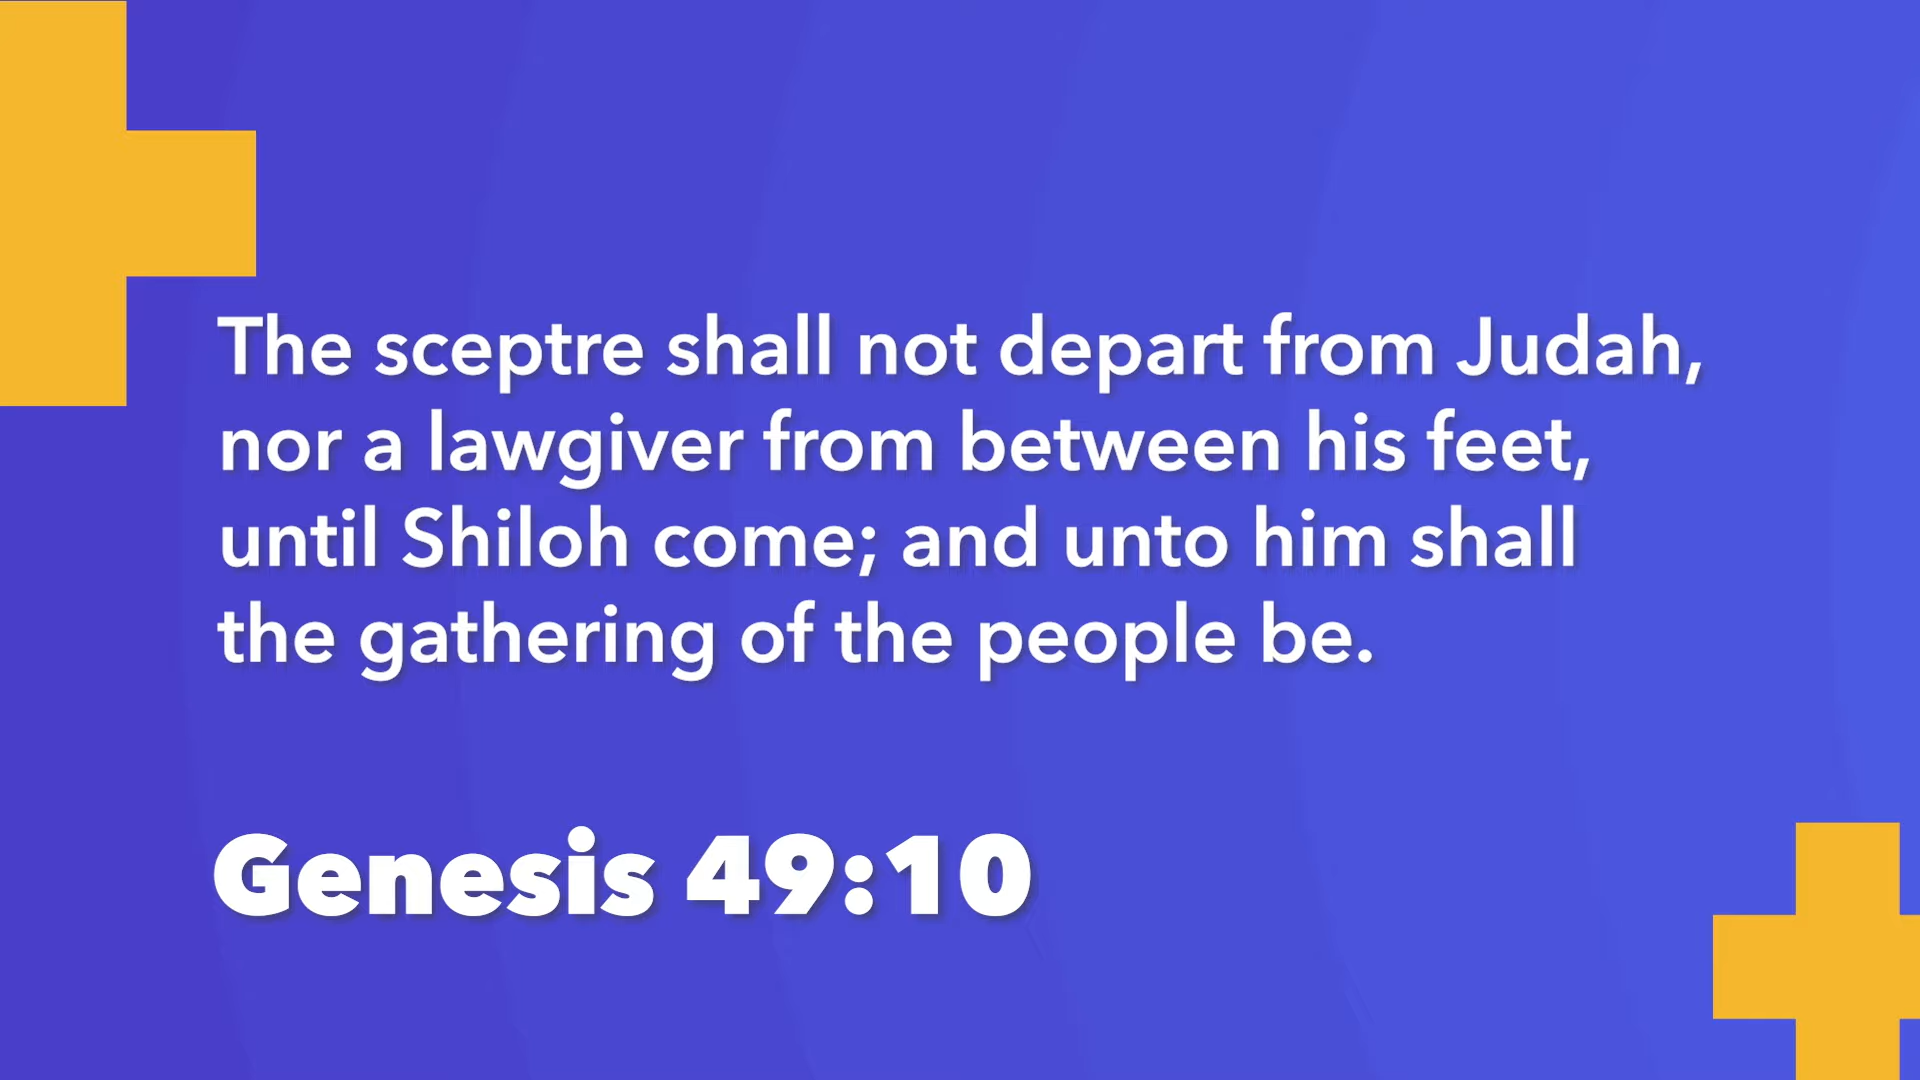 The sceptre shall not depart from Judah,
nor a lawgiver from between his feet,
until Shiloh come; and unto him shall
the gathering of the people be.
Genesis 49:10